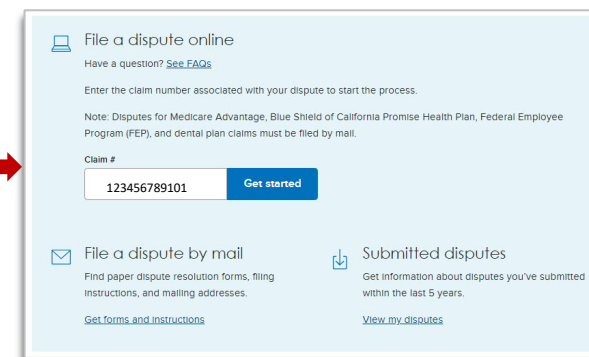 File a dispute online
Have a question? See FAQs
Enter the claim number associated with your dispute to start the process.
Note: Disputes for Medicare Advantage, Blue Shield of California Promise Health Plan, Federal Employee
Program (FEP), and dental plan claims must be filed by mail.
Claim #
123456789101
Get started
File a dispute by mail
Find paper dispute resolution forms, filing
instructions, and mailing addresses.
Get forms and instructions
Submitted disputes
Get information about disputes you've submitted
within the last 5 years.
View my disputes